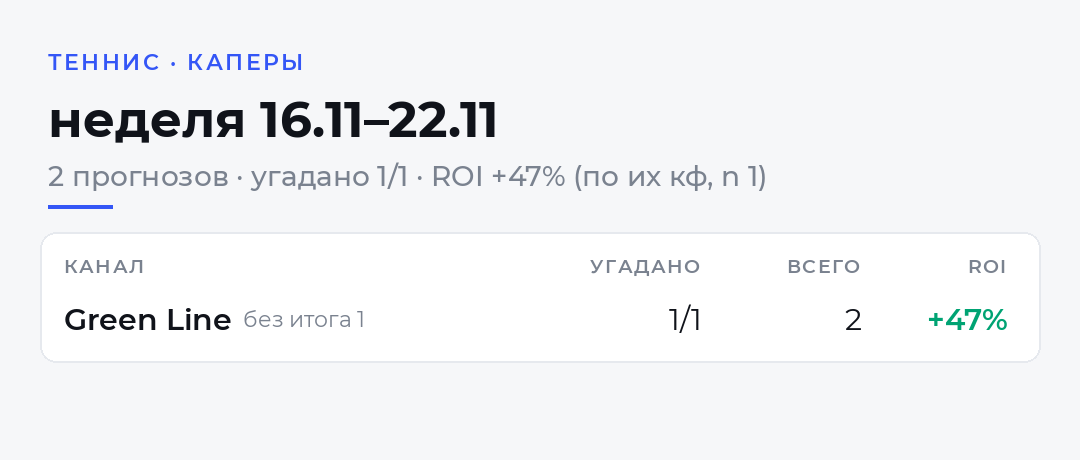 ТЕННИС · КАПЕРЫ
неделя 16.11–22.11
2 прогнозов · угадано 1/1 · ROI +47% (по их кф, n 1)
КАНАЛ УГАДАНО ВСЕГО ROI
Green Line без итога 1 1/1 2 +47%